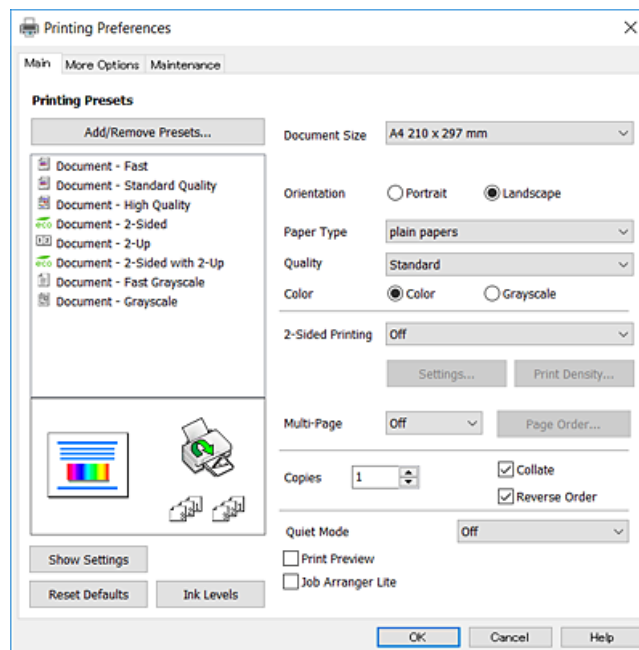 Printing Preferences
Main More Options Maintenance
Printing Presets
Add/Remove Presets...
Document - Fast
Document - Standard Quality
Document - High Quality
eco Document - 2-Sided
Document - 2-Up
eco Document - 2-Sided with 2-Up
Document - Fast Grayscale
Document - Grayscale
Show Settings
Reset Defaults Ink Levels
Document Size A4 210 x 297 mm
Orientation Portrait Landscape
Paper Type plain papers
Quality Standard
Color Color Grayscale
2-Sided Printing Off
Settings... Print Density...
Multi-Page Off Page Order...
Copies 1 Collate
Reverse Order
Quiet Mode Off
Print Preview
Job Arranger Lite
OK Cancel Help